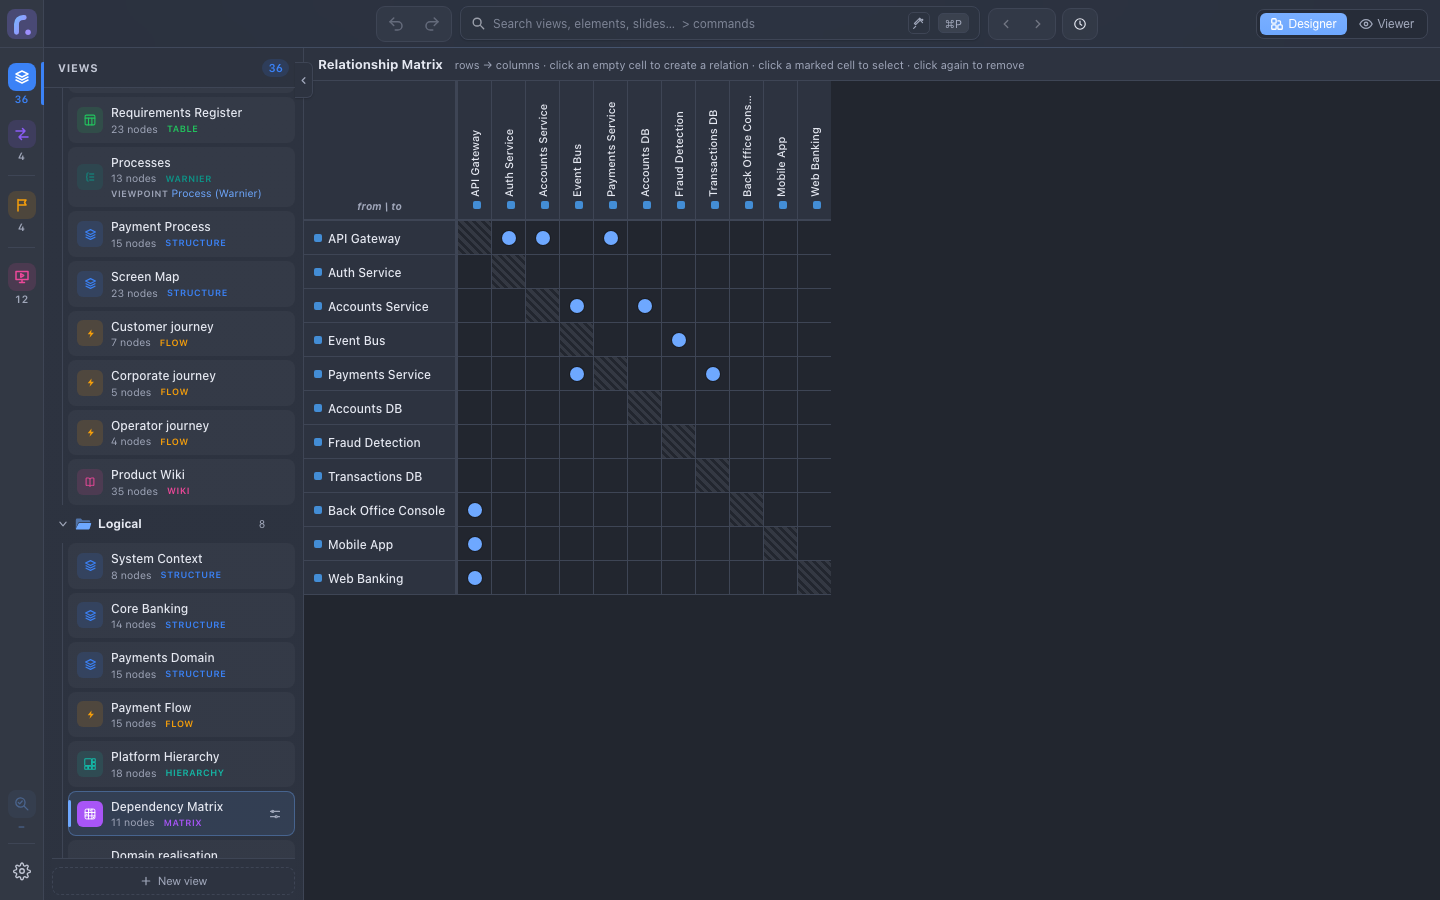 Search views, elements, slides... > commands
⌘P
Designer
Viewer
36
4
4
12
–
VIEWS
36
Requirements Register
23 nodes TABLE
Processes
13 nodes WARNIER
VIEWPOINT Process (Warnier)
Payment Process
15 nodes STRUCTURE
Screen Map
23 nodes STRUCTURE
Customer journey
7 nodes FLOW
Corporate journey
5 nodes FLOW
Operator journey
4 nodes FLOW
Product Wiki
35 nodes WIKI
Logical 8
System Context
8 nodes STRUCTURE
Core Banking
14 nodes STRUCTURE
Payments Domain
15 nodes STRUCTURE
Payment Flow
15 nodes FLOW
Platform Hierarchy
18 nodes HIERARCHY
Dependency Matrix
11 nodes MATRIX
Domain realisation
New view
Relationship Matrix rows → columns · click an empty cell to create a relation · click a marked cell to select · click again to remove
from | to
API Gateway
Auth Service
Accounts Service
Event Bus
Payments Service
Accounts DB
Fraud Detection
Transactions DB
Back Office Cons...
Mobile App
Web Banking
API Gateway
Auth Service
Accounts Service
Event Bus
Payments Service
Accounts DB
Fraud Detection
Transactions DB
Back Office Console
Mobile App
Web Banking